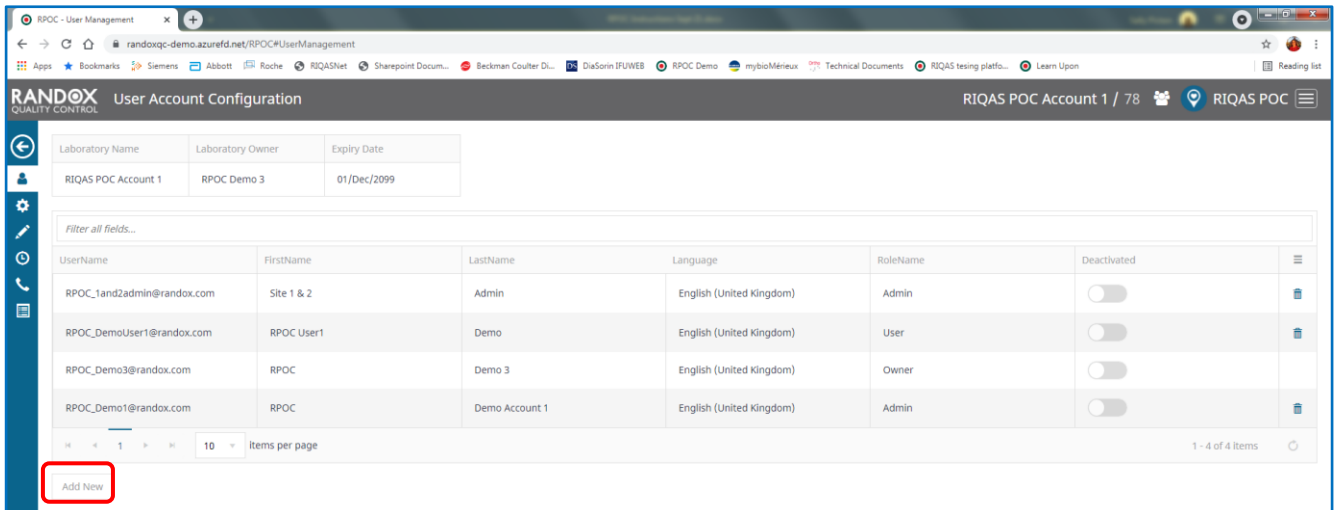 RPOC - User Management
randoxqc-demo.azurefd.net/RPOC#UserManagement
Apps Bookmarks Siemens Abbott Roche RIQASNet Sharepoint Docum... Beckman Coulter Di... DS DiaSorin IFUWEB RPOC Demo mybioMérieux Technical Documents RIQAS tesing platfo... Learn Upon Reading list
RANDOX QUALITY CONTROL User Account Configuration RIQAS POC Account 1 / 78 RIQAS POC
Laboratory Name Laboratory Owner Expiry Date
RIQAS POC Account 1 RPOC Demo 3 01/Dec/2099
Filter all fields...
UserName FirstName LastName Language RoleName Deactivated
RPOC_1and2admin@randox.com Site 1 & 2 Admin English (United Kingdom) Admin
RPOC_DemoUser1@randox.com RPOC User1 Demo English (United Kingdom) User
RPOC_Demo3@randox.com RPOC Demo 3 English (United Kingdom) Owner
RPOC_Demo1@randox.com RPOC Demo Account 1 English (United Kingdom) Admin
1 10 items per page 1 - 4 of 4 items
Add New